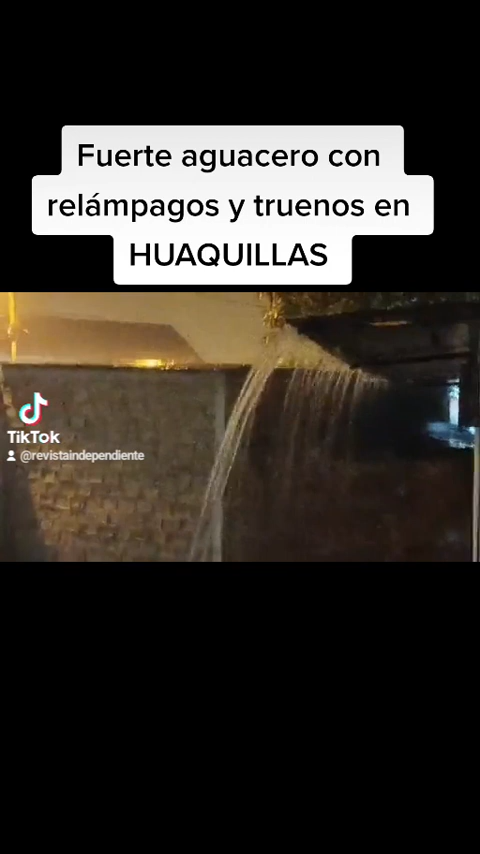 Fuerte aguacero con
relámpagos y truenos en
HUAQUILLAS
TikTok
@revistaindependiente